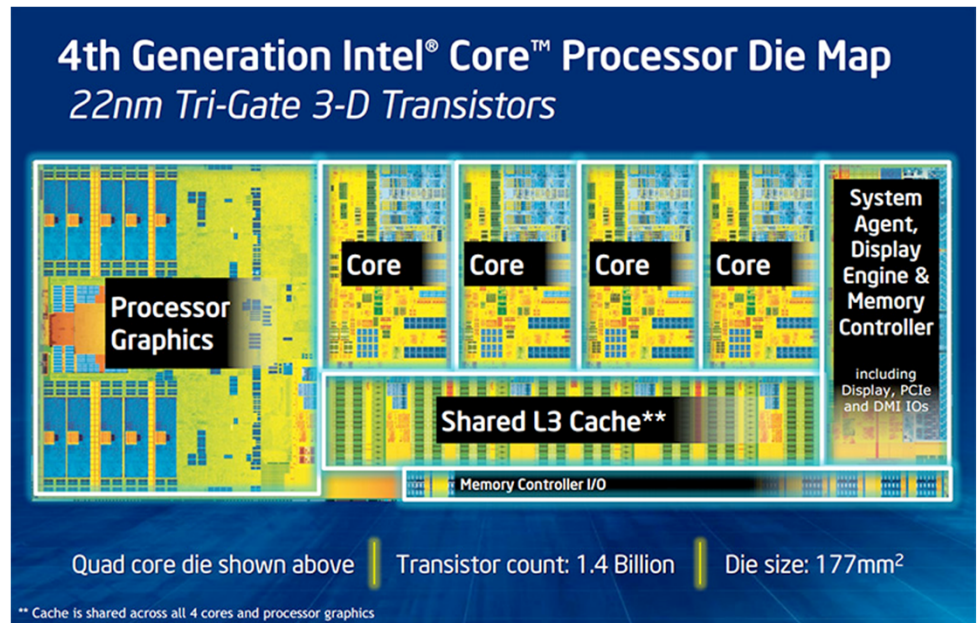 4th Generation Intel® Core™ Processor Die Map
22nm Tri-Gate 3-D Transistors
Processor
Graphics
Core
Core
Core
Core
System
Agent,
Display
Engine &
Memory
Controller
including
Display, PCIe
and DMI IOs
Shared L3 Cache**
Memory Controller I/O
Quad core die shown above
Transistor count: 1.4 Billion
Die size: 177mm²
** Cache is shared across all 4 cores and processor graphics